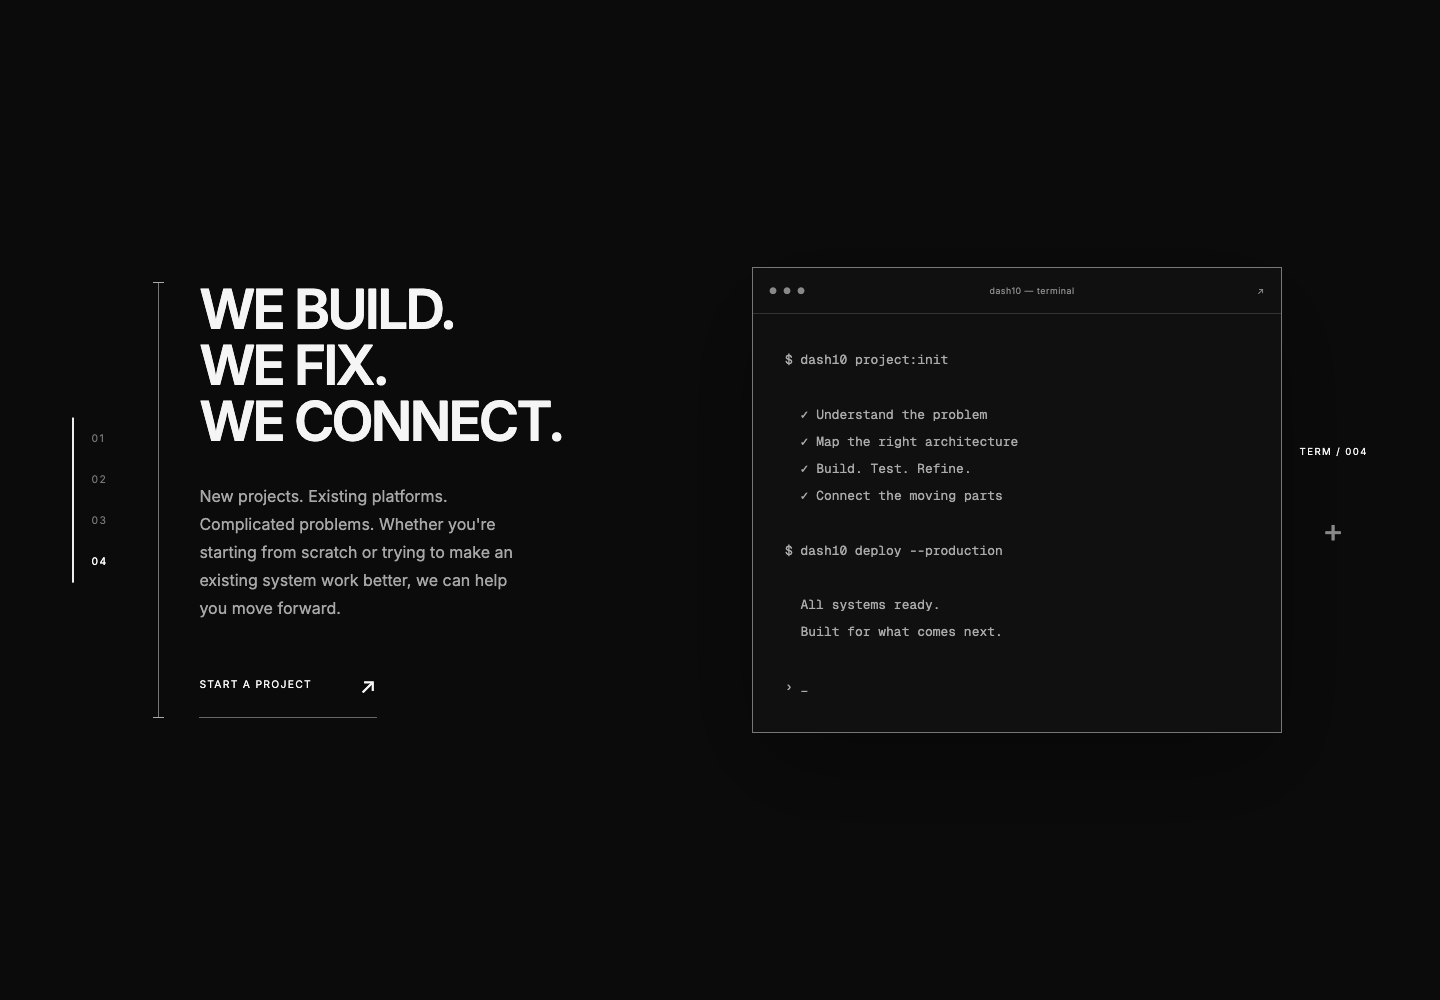 01
02
03
04
WE BUILD.
WE FIX.
WE CONNECT.
New projects. Existing platforms.
Complicated problems. Whether you're
starting from scratch or trying to make an
existing system work better, we can help
you move forward.
START A PROJECT
dash10 — terminal
$ dash10 project:init
✓ Understand the problem
✓ Map the right architecture
✓ Build. Test. Refine.
✓ Connect the moving parts
$ dash10 deploy --production
All systems ready.
Built for what comes next.
› _
TERM / 004